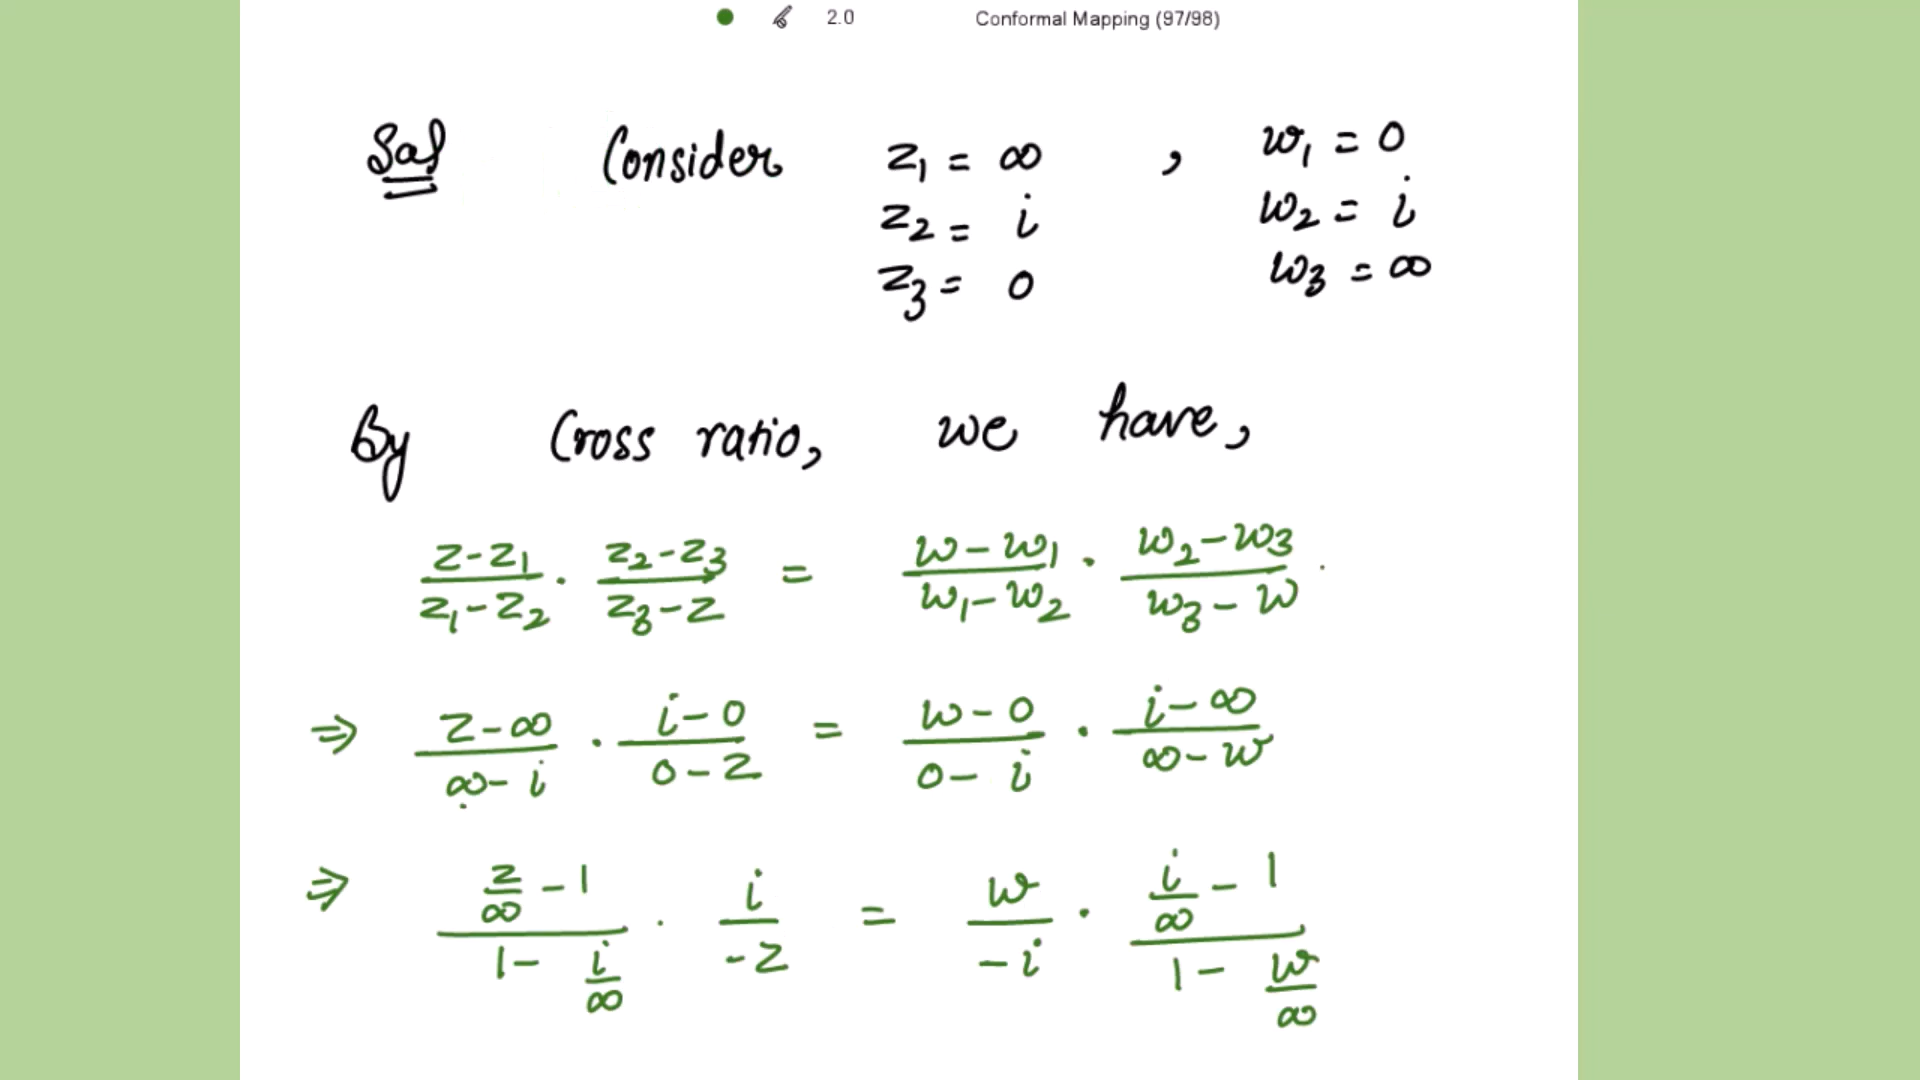 2.0 Conformal Mapping (97/98)
Sol Consider z₁ = ∞ , w₁ = 0
z₂ = i w₂ = i
z₃ = 0 w₃ = ∞
By Cross ratio, we have,
(z-z₁)/(z₁-z₂) · (z₂-z₃)/(z₃-z) = (w-w₁)/(w₁-w₂) · (w₂-w₃)/(w₃-w) .
⇒ (z-∞)/(∞-i) · (i-0)/(0-z) = (w-0)/(0-i) · (i-∞)/(∞-w)
⇒ (z/∞ - 1)/(1 - i/∞) · i/(-z) = w/(-i) · (i/∞ - 1)/(1 - w/∞)